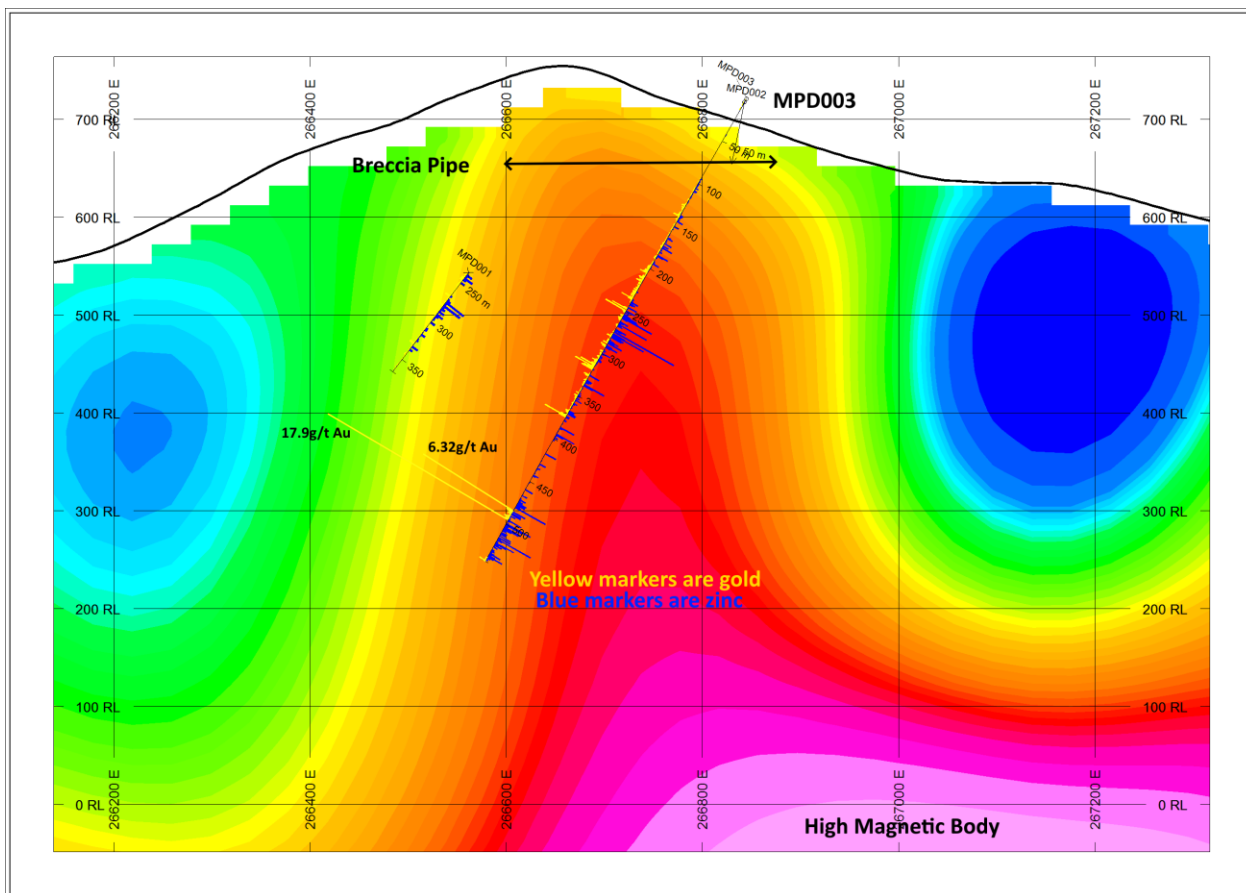 266200 E
266400 E
266600 E
266800 E
267000 E
267200 E
MPD003
MPD002
MPD003
700 RL
700 RL
50 m
50 m
Breccia Pipe
100
600 RL
600 RL
150
MPD001
200
250 m
500 RL
500 RL
250
300
300
350
350
400 RL
400 RL
17.9g/t Au
6.32g/t Au
400
450
300 RL
300 RL
500
Yellow markers are gold
Blue markers are zinc
200 RL
200 RL
100 RL
100 RL
266200 E
266400 E
266600 E
266800 E
267000 E
267200 E
0 RL
0 RL
High Magnetic Body